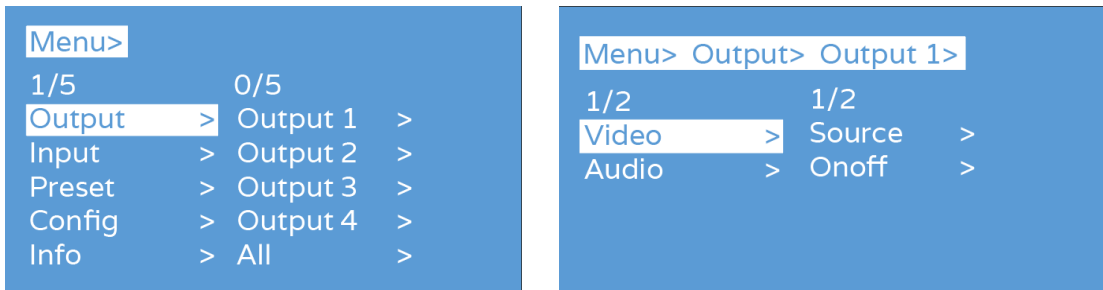 Menu>
1/5 0/5
Output > Output 1 >
Input > Output 2 >
Preset > Output 3 >
Config > Output 4 >
Info > All >
Menu> Output> Output 1>
1/2 1/2
Video > Source >
Audio > Onoff >